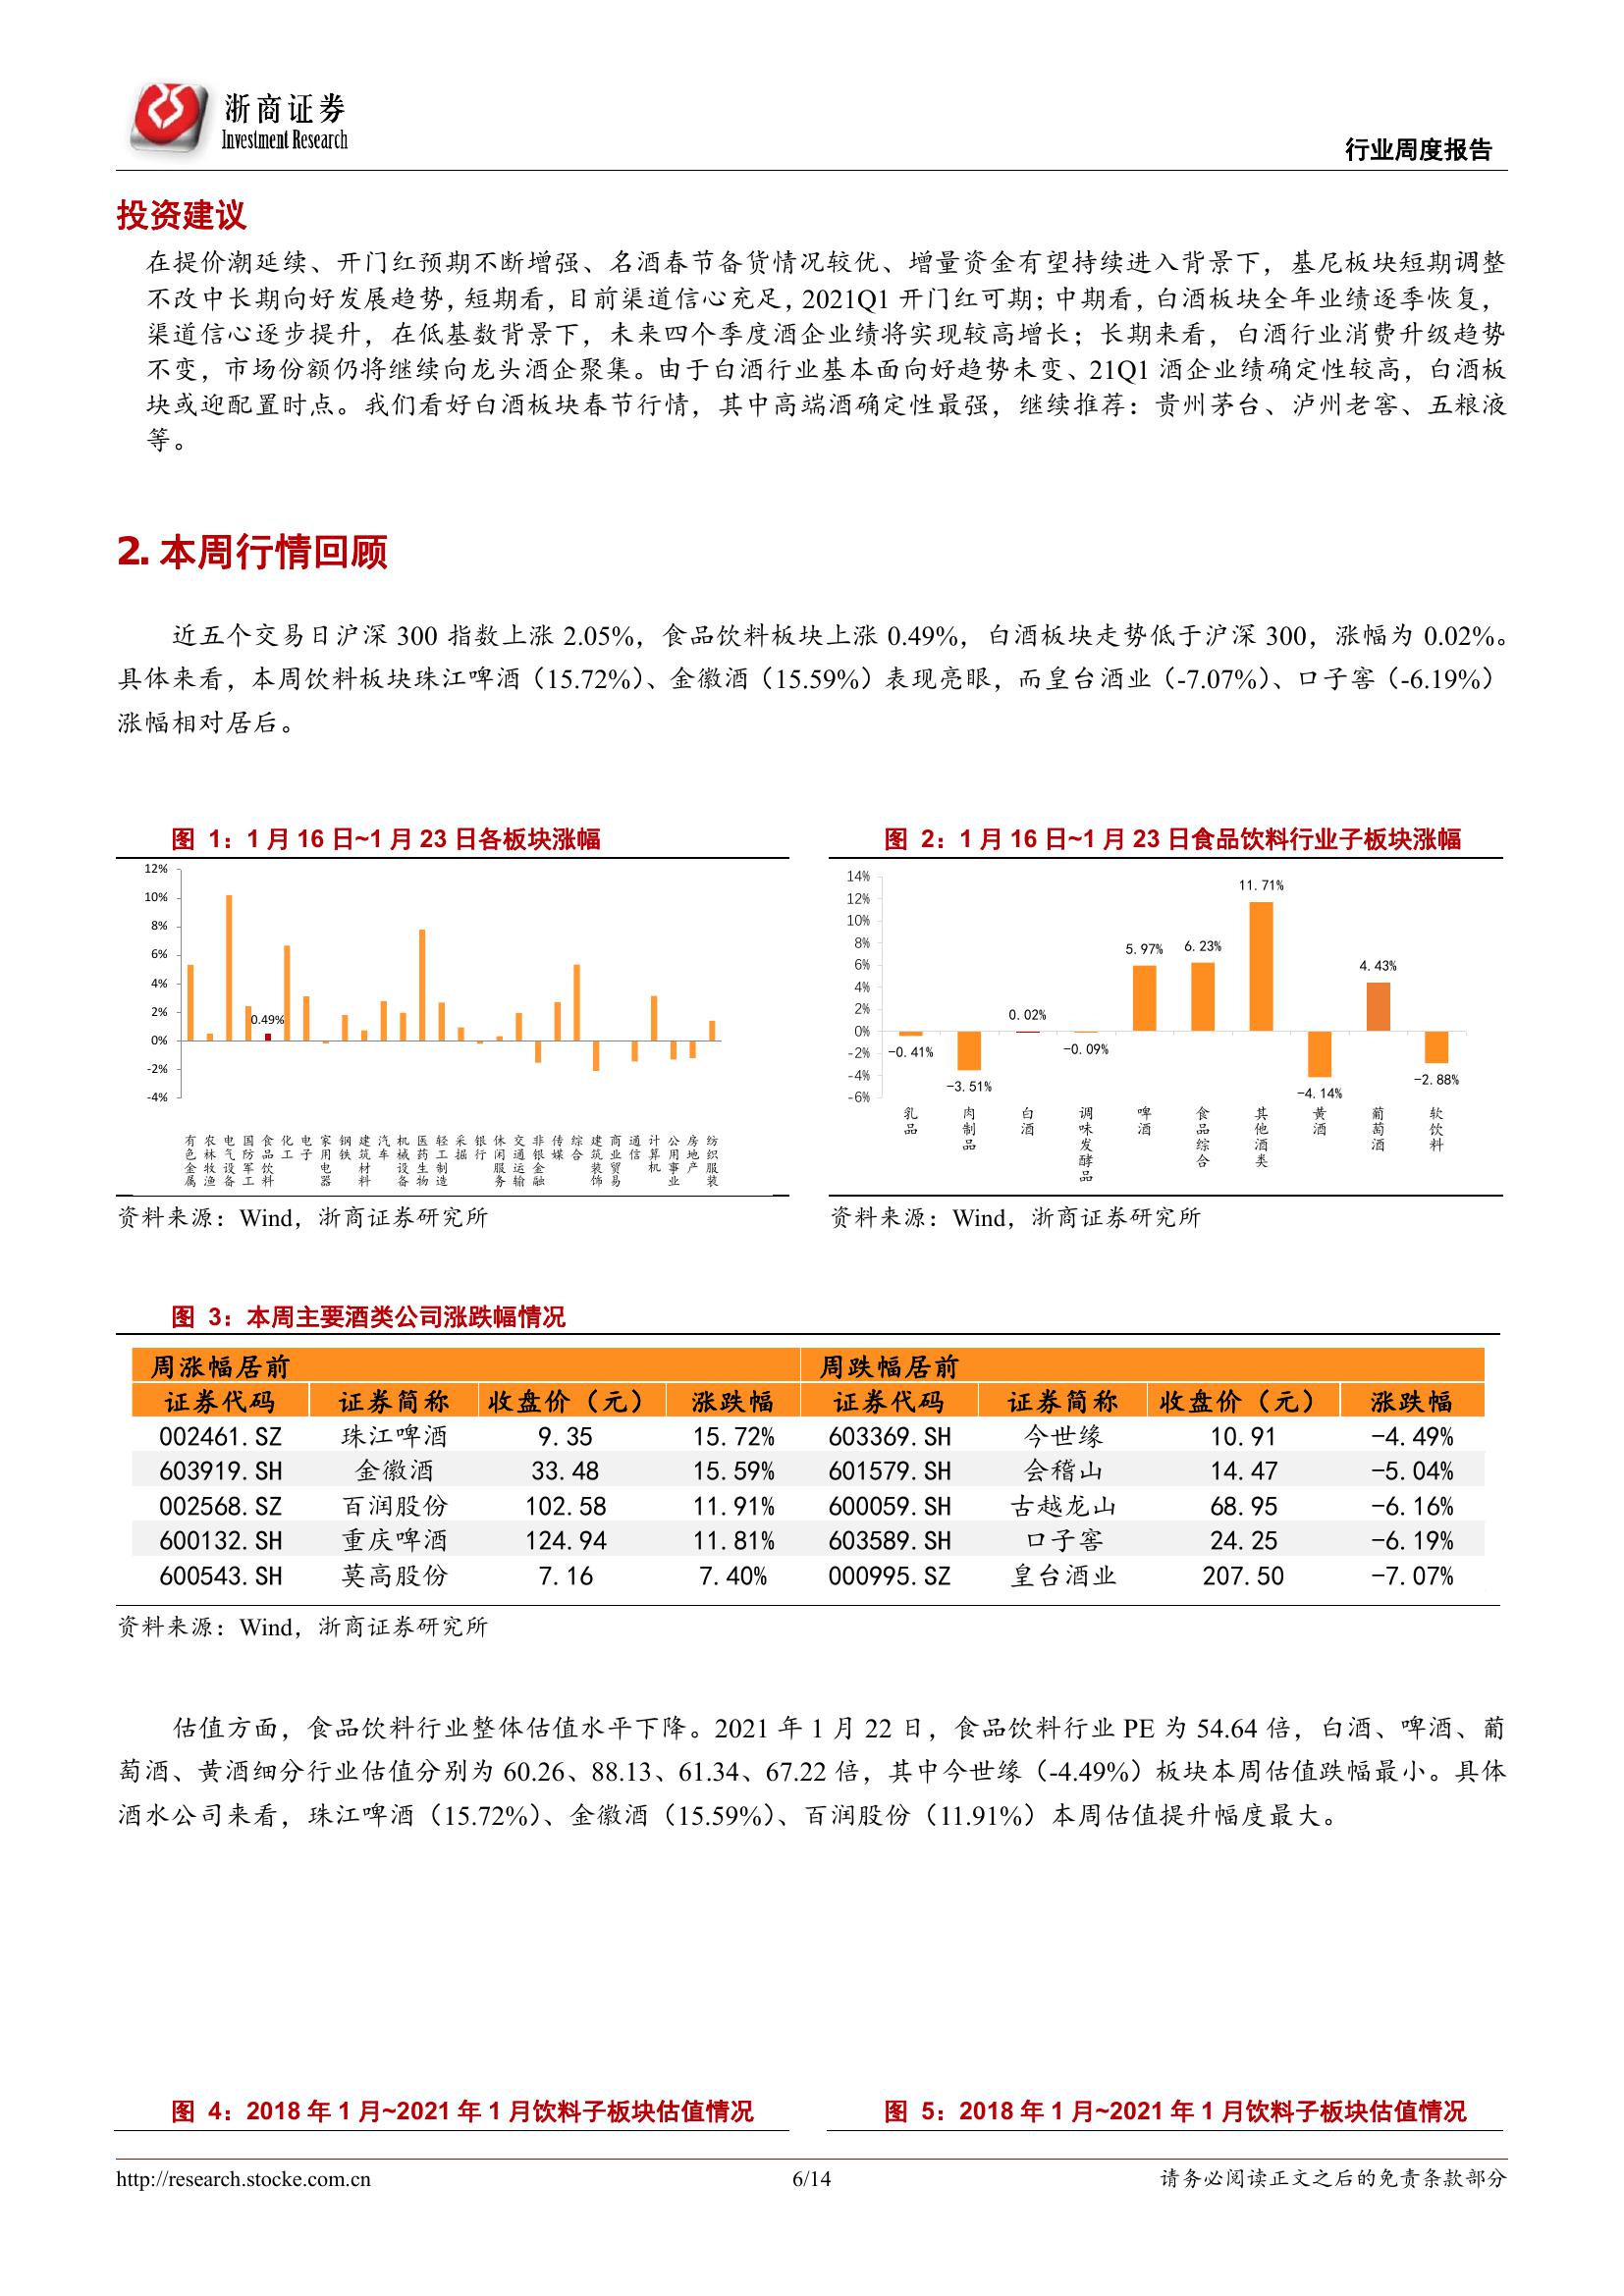 浙商证券
Investment Research
行业周度报告
投资建议
在提价潮延续、开门红预期不断增强、名酒春节备货情况较优、增量资金有望持续进入背景下，基尼板块短期调整
不改中长期向好发展趋势，短期看，目前渠道信心充足，2021Q1 开门红可期；中期看，白酒板块全年业绩逐季恢复，
渠道信心逐步提升，在低基数背景下，未来四个季度酒企业绩将实现较高增长；长期来看，白酒行业消费升级趋势
不变，市场份额仍将继续向龙头酒企聚集。由于白酒行业基本面向好趋势未变、21Q1 酒企业绩确定性较高，白酒板
块或迎配置时点。我们看好白酒板块春节行情，其中高端酒确定性最强，继续推荐：贵州茅台、泸州老窖、五粮液
等。
2. 本周行情回顾
近五个交易日沪深 300 指数上涨 2.05%，食品饮料板块上涨 0.49%，白酒板块走势低于沪深 300，涨幅为 0.02%。
具体来看，本周饮料板块珠江啤酒（15.72%）、金徽酒（15.59%）表现亮眼，而皇台酒业（-7.07%）、口子窖（-6.19%）
涨幅相对居后。
图 1：1 月 16 日~1 月 23 日各板块涨幅
12%
10%
8%
6%
4%
2%
0%
-2%
-4%
0.49%
有色金属 农林牧渔 电气设备 国防军工 食品饮料 化工 电子 家用电器 钢铁 建筑材料 汽车 机械设备 医药生物 轻工制造 采掘 银行 休闲服务 交通运输 非银金融 传媒 综合 建筑装饰 商业贸易 通信 计算机 公用事业 房地产 纺织服装
资料来源：Wind，浙商证券研究所
图 2：1 月 16 日~1 月 23 日食品饮料行业子板块涨幅
14%
12%
10%
8%
6%
4%
2%
0%
-2%
-4%
-6%
-0.41% -3.51% 0.02% -0.09% 5.97% 6.23% 11.71% -4.14% 4.43% -2.88%
乳品 肉制品 白酒 调味发酵品 啤酒 食品综合 其他酒类 黄酒 葡萄酒 软饮料
资料来源：Wind，浙商证券研究所
图 3：本周主要酒类公司涨跌幅情况
周涨幅居前 周跌幅居前
证券代码 证券简称 收盘价（元） 涨跌幅 证券代码 证券简称 收盘价（元） 涨跌幅
002461.SZ 珠江啤酒 9.35 15.72% 603369.SH 今世缘 10.91 -4.49%
603919.SH 金徽酒 33.48 15.59% 601579.SH 会稽山 14.47 -5.04%
002568.SZ 百润股份 102.58 11.91% 600059.SH 古越龙山 68.95 -6.16%
600132.SH 重庆啤酒 124.94 11.81% 603589.SH 口子窖 24.25 -6.19%
600543.SH 莫高股份 7.16 7.40% 000995.SZ 皇台酒业 207.50 -7.07%
资料来源：Wind，浙商证券研究所
估值方面，食品饮料行业整体估值水平下降。2021 年 1 月 22 日，食品饮料行业 PE 为 54.64 倍，白酒、啤酒、葡
萄酒、黄酒细分行业估值分别为 60.26、88.13、61.34、67.22 倍，其中今世缘（-4.49%）板块本周估值跌幅最小。具体
酒水公司来看，珠江啤酒（15.72%）、金徽酒（15.59%）、百润股份（11.91%）本周估值提升幅度最大。
图 4：2018 年 1 月~2021 年 1 月饮料子板块估值情况
图 5：2018 年 1 月~2021 年 1 月饮料子板块估值情况
http://research.stocke.com.cn
6/14
请务必阅读正文之后的免责条款部分